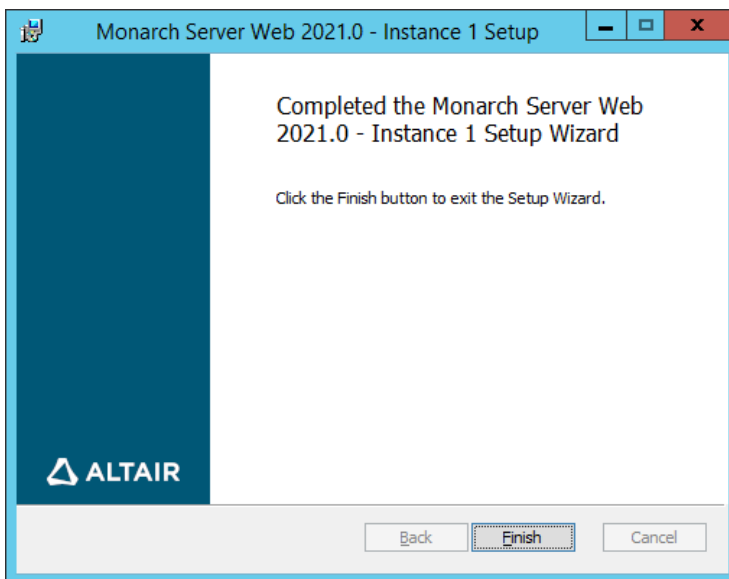 Monarch Server Web 2021.0 - Instance 1 Setup
Completed the Monarch Server Web
2021.0 - Instance 1 Setup Wizard
Click the Finish button to exit the Setup Wizard.
ALTAIR
Back
Finish
Cancel